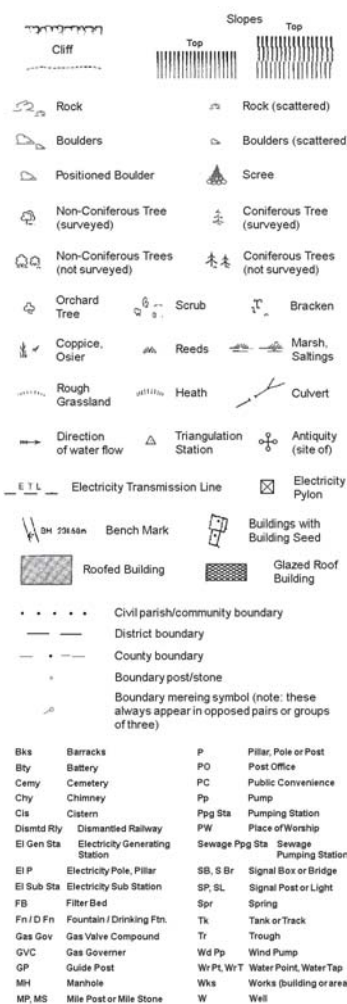 Slopes
Top
Top
Cliff
Rock
Rock (scattered)
Boulders
Boulders (scattered
Positioned Boulder
Scree
Non-Coniferous Tree
(surveyed)
Coniferous Tree
(surveyed)
Non-Coniferous Trees
(not surveyed)
Coniferous Trees
(not surveyed)
Orchard
Tree
Scrub
Bracken
Coppice,
Osier
Reeds
Marsh,
Saltings
Rough
Grassland
Heath
Culvert
Direction
of water flow
Triangulation
Station
Antiquity
(site of)
E T L
Electricity Transmission Line
Electricity
Pylon
Bench Mark
Buildings with
Building Seed
Roofed Building
Glazed Roof
Building
Civil parish/community boundary
District boundary
County boundary
Boundary post/stone
Boundary mereing symbol (note: these
always appear in opposed pairs or groups
of three)
Bks Barracks
Bty Battery
Cemy Cemetery
Chy Chimney
Cis Cistern
Dismtd Rly Dismantled Railway
El Gen Sta Electricity Generating
Station
El P Electricity Pole, Pillar
El Sub Sta Electricity Sub Station
FB Filter Bed
Fn / D Fn Fountain / Drinking Ftn.
Gas Gov Gas Valve Compound
GVC Gas Governer
GP Guide Post
MH Manhole
MP, MS Mile Post or Mile Stone
P Pillar, Pole or Post
PO Post Office
PC Public Convenience
Pp Pump
Ppg Sta Pumping Station
PW Place of Worship
Sewage Ppg Sta Sewage
Pumping Station
SB, S Br Signal Box or Bridge
SP, SL Signal Post or Light
Spr Spring
Tk Tank or Track
Tr Trough
Wd Pp Wind Pump
Wr Pt, Wr T Water Point, Water Tap
Wks Works (building or area
W Well